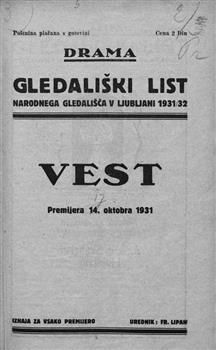 Poštnina plačana v gotovini Cena 2 Din
DRAMA
GLEDALIŠKI LIST
NARODNEGA GLEDALIŠČA V LJUBLJANI 1931/32
VEST
Premijera 14. oktobra 1931
IZHAJA ZA VSAKO PREMIJERO UREDNIK: FR. LIPAH